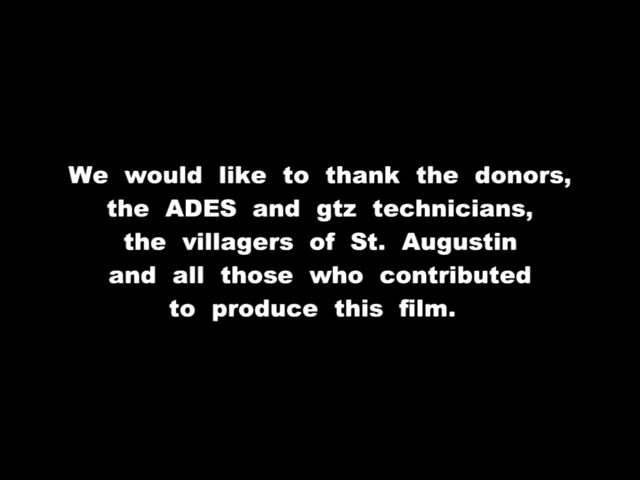 We would like to thank the donors,
the ADES and gtz technicians,
the villagers of St. Augustin
and all those who contributed
to produce this film.